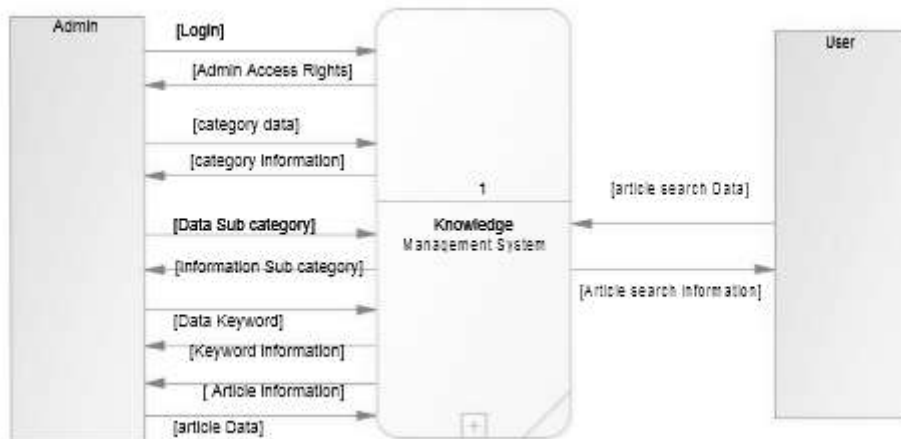 Admin
[Login]
[Admin Access Rights]
[category data]
[category Information]
[Data Sub category]
[Information Sub category]
[Data Keyword]
[Keyword Information]
[ Article Information]
[article Data]
1
Knowledge
Management System
+
User
[article search Data]
[Article search Information]